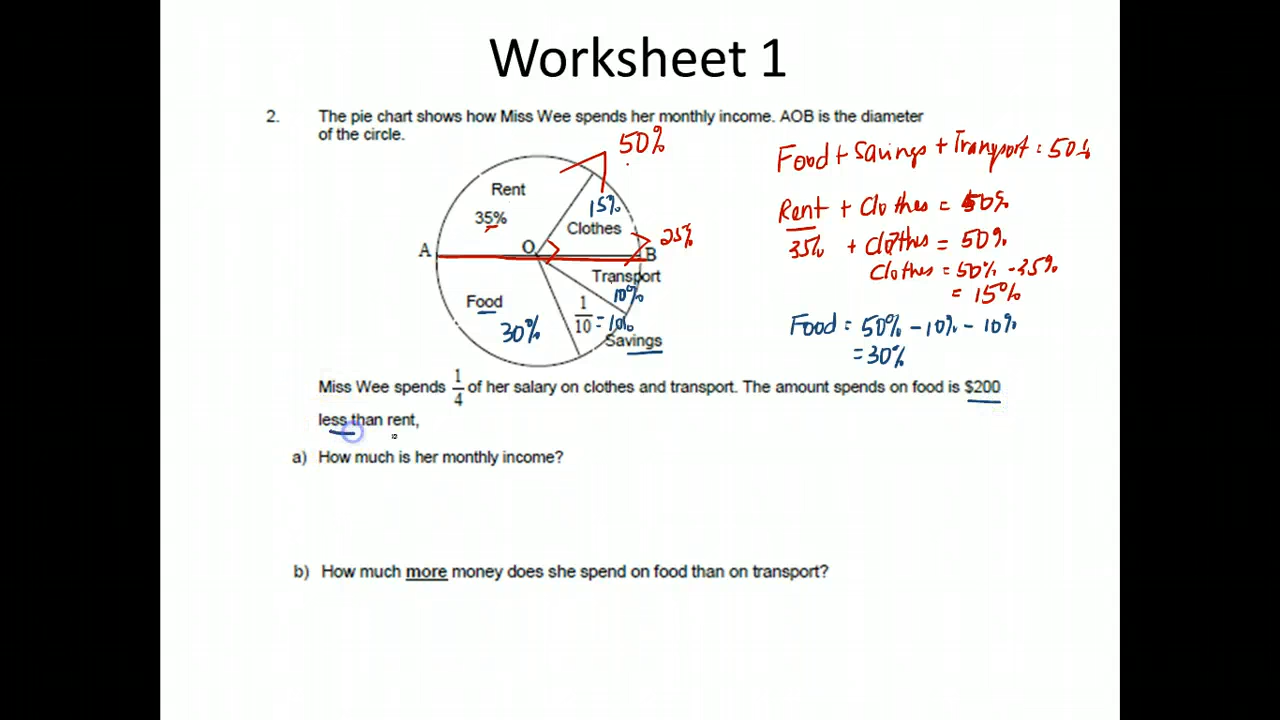 Worksheet 1
2. The pie chart shows how Miss Wee spends her monthly income. AOB is the diameter
of the circle.
50%
Food + Savings + Transport = 50%
Rent
35%
15%
Clothes
25%
Rent + Clothes = 50%
35% + Clothes = 50%
Clothes = 50% - 35%
= 15%
A
O
B
Transport
10%
Food
30%
1/10 = 10%
Savings
Food = 50% - 10% - 10%
= 30%
Miss Wee spends 1/4 of her salary on clothes and transport. The amount spends on food is $200
less than rent,
a) How much is her monthly income?
b) How much more money does she spend on food than on transport?